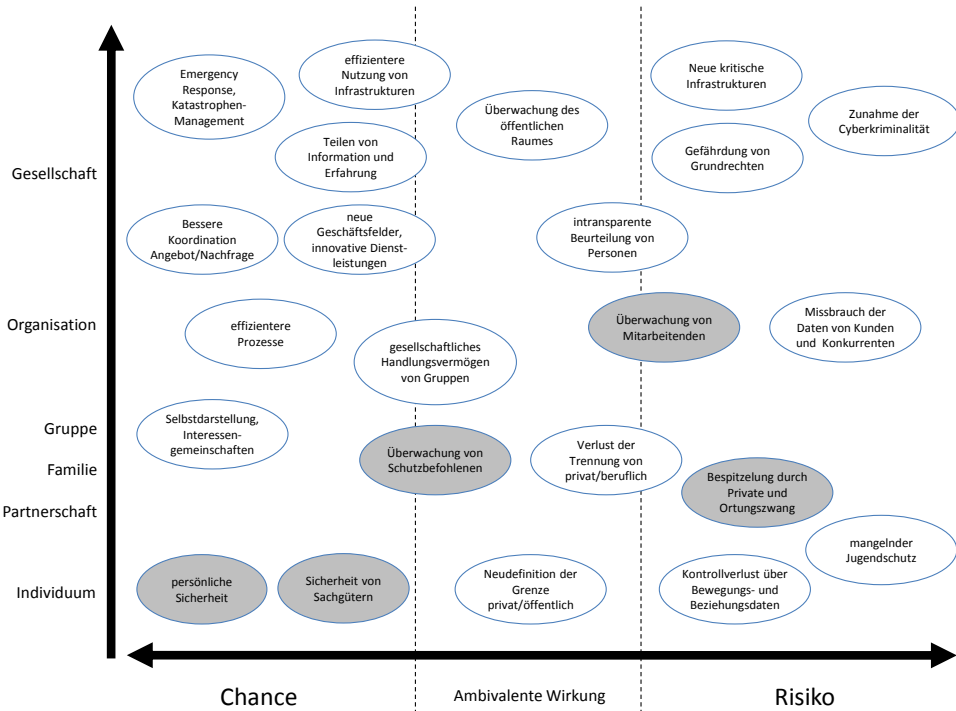 Emergency
Response,
Katastrophen-
Management
effizientere
Nutzung von
Infrastrukturen
Neue kritische
Infrastrukturen
Überwachung des
öffentlichen
Raumes
Zunahme der
Cyberkriminalität
Teilen von
Information und
Erfahrung
Gefährdung von
Grundrechten
Gesellschaft
Bessere
Koordination
Angebot/Nachfrage
neue
Geschäftsfelder,
innovative Dienst-
leistungen
intransparente
Beurteilung von
Personen
Organisation
effizientere
Prozesse
gesellschaftliches
Handlungsvermögen
von Gruppen
Überwachung von
Mitarbeitenden
Missbrauch der
Daten von Kunden
und Konkurrenten
Gruppe
Selbstdarstellung,
Interessen-
gemeinschaften
Familie
Überwachung von
Schutzbefohlenen
Verlust der
Trennung von
privat/beruflich
Bespitzelung durch
Private und
Ortungszwang
Partnerschaft
mangelnder
Jugendschutz
Individuum
persönliche
Sicherheit
Sicherheit von
Sachgütern
Neudefinition der
Grenze
privat/öffentlich
Kontrollverlust über
Bewegungs- und
Beziehungsdaten
Chance
Ambivalente Wirkung
Risiko